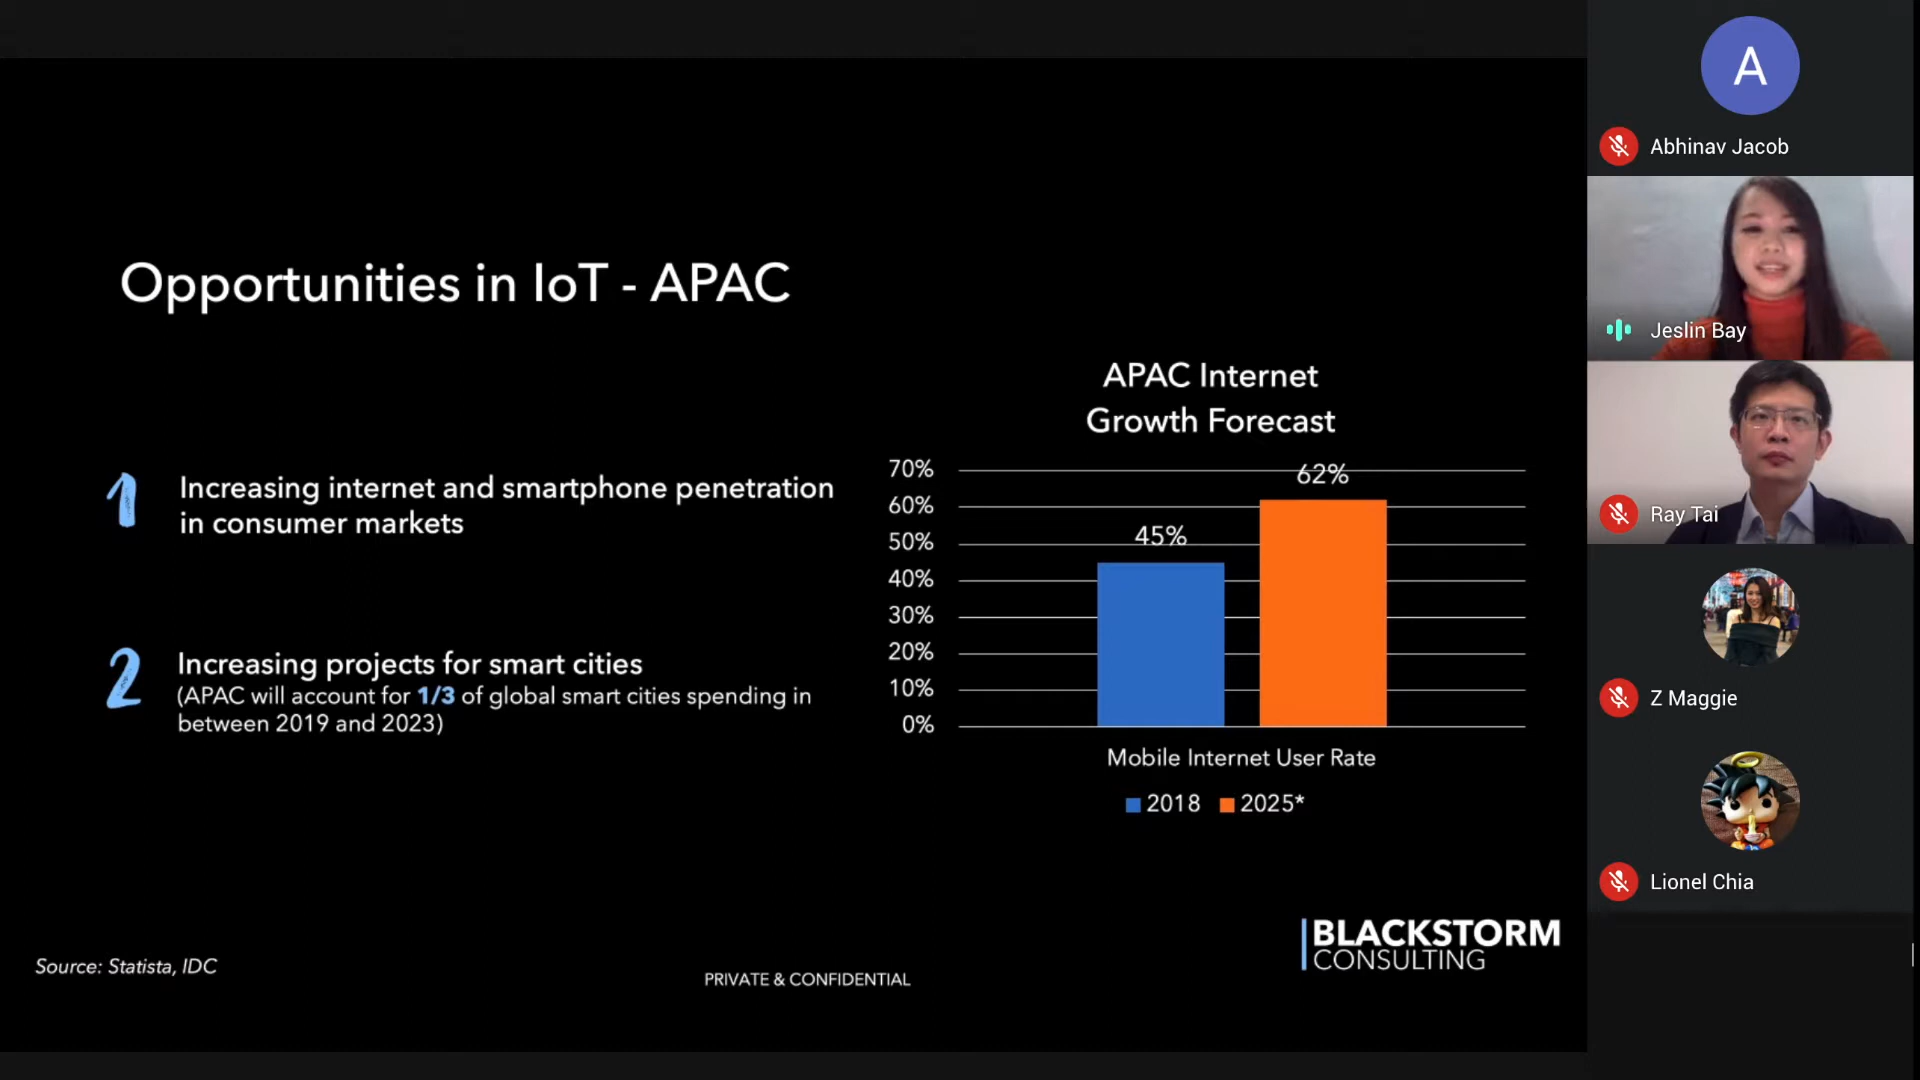 Opportunities in IoT - APAC
1
Increasing internet and smartphone penetration
in consumer markets
2
Increasing projects for smart cities
(APAC will account for 1/3 of global smart cities spending in
between 2019 and 2023)
APAC Internet
Growth Forecast
70%
60%
50%
40%
30%
20%
10%
0%
45%
62%
Mobile Internet User Rate
2018 2025*
Source: Statista, IDC
PRIVATE & CONFIDENTIAL
BLACKSTORM
CONSULTING
A
Abhinav Jacob
Jeslin Bay
Ray Tai
Z Maggie
Lionel Chia